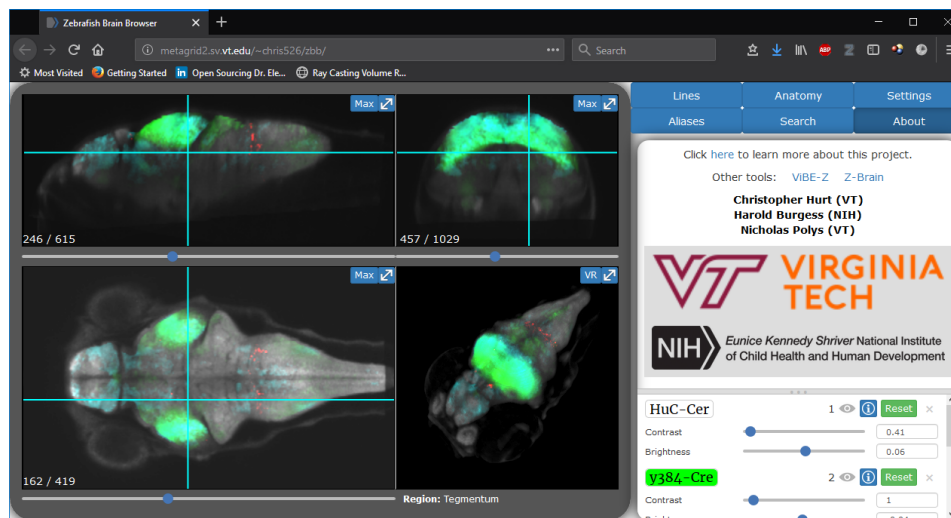 Zebrafish Brain Browser
metagrid2.sv.vt.edu/~chris526/zbb/
Search
ABP
Most Visited
Getting Started
Open Sourcing Dr. Ele...
Ray Casting Volume R...
Max
246 / 615
Max
457 / 1029
Max
162 / 419
VR
Region: Tegmentum
Lines
Anatomy
Settings
Aliases
Search
About
Click here to learn more about this project.
Other tools: ViBE-Z Z-Brain
Christopher Hurt (VT)
Harold Burgess (NIH)
Nicholas Polys (VT)
VT VIRGINIA
TECH
NIH Eunice Kennedy Shriver National Institute
of Child Health and Human Development
HuC-Cer 1 Reset
Contrast 0.41
Brightness 0.06
y384-Cre 2 Reset
Contrast 1